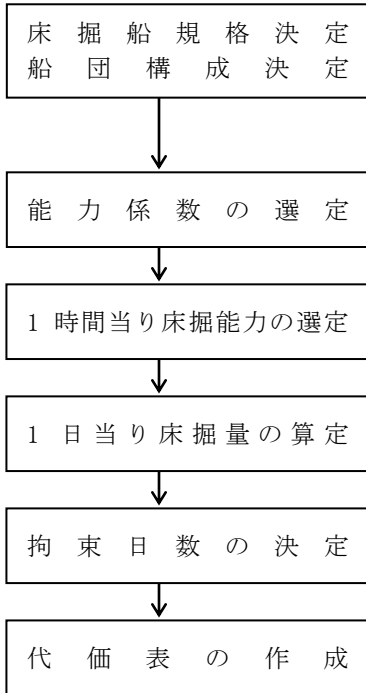 床掘船規格決定
船団構成決定
能力係数の選定
1 時間当り床掘能力の選定
1 日当り床掘量の算定
拘束日数の決定
代価表の作成